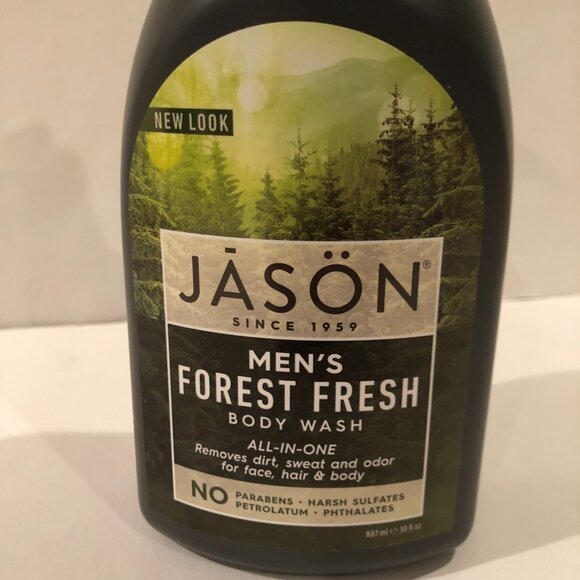 NEW LOOK
JĀSÖN®
SINCE 1959
MEN'S
FOREST FRESH
BODY WASH
ALL-IN-ONE
Removes dirt, sweat and odor
for face, hair & body
NO PARABENS • HARSH SULFATES
PETROLATUM • PHTHALATES
887 ml ℮ 30 fl oz